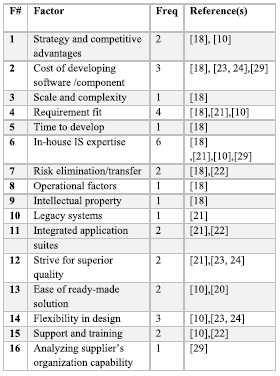 F# Factor Freq Reference(s)
1 Strategy and competitive 2 [18], [10]
advantages
2 Cost of developing 3 [18], [23, 24],[29]
software /component
3 Scale and complexity 1 [18]
4 Requirement fit 4 [18],[21],[10]
5 Time to develop 1 [18]
6 In-house IS expertise 6 [18]
,[21],[10],[29]
7 Risk elimination/transfer 2 [18],[22]
8 Operational factors 1 [18]
9 Intellectual property 1 [18]
10 Legacy systems 1 [21]
11 Integrated application 2 [21],[22]
suites
12 Strive for superior 2 [21],[23, 24]
quality
13 Ease of ready-made 2 [10],[20]
solution
14 Flexibility in design 3 [10],[23, 24]
15 Support and training 2 [10],[22]
16 Analyzing supplier's 1 [29]
organization capability